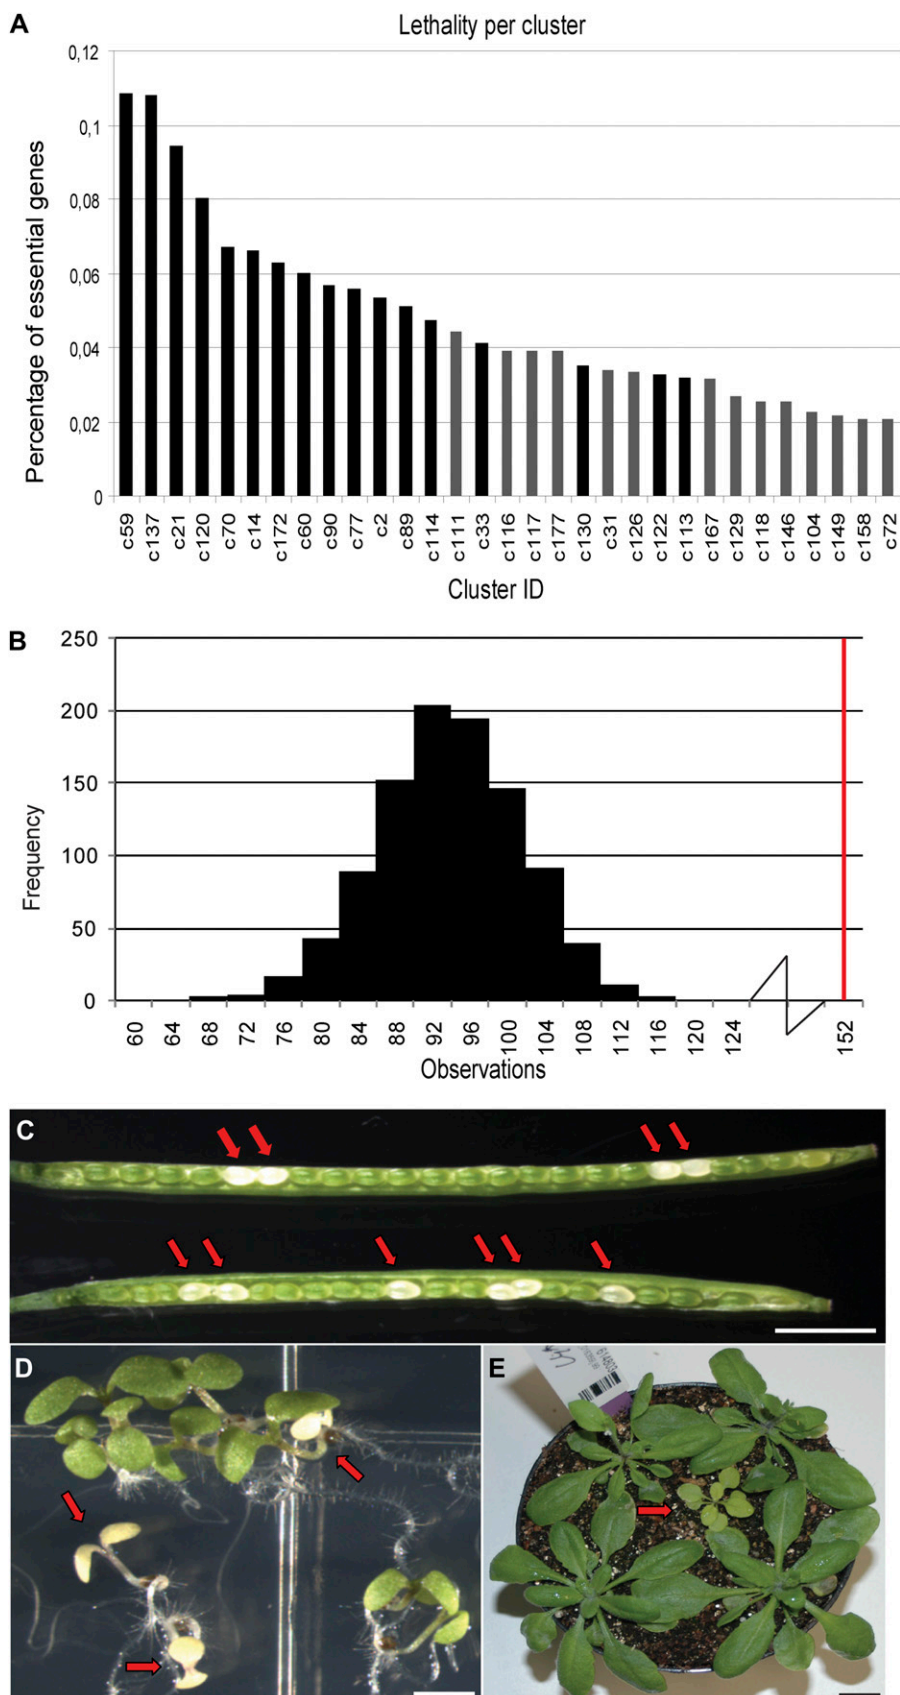 A
Lethality per cluster
Percentage of essential genes
0,12
0,1
0,08
0,06
0,04
0,02
0
c59 c137 c21 c120 c70 c14 c172 c60 c90 c77 c2 c89 c114 c111 c33 c116 c117 c177 c130 c31 c126 c122 c113 c167 c129 c118 c146 c104 c149 c158 c72
Cluster ID
B
Frequency
250
200
150
100
50
0
60 64 68 72 76 80 84 88 92 96 100 104 108 112 116 120 124 152
Observations
C
D
E